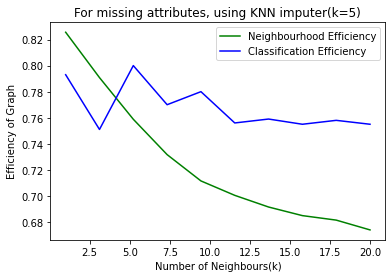 For missing attributes, using KNN imputer(k=5)
Neighbourhood Efficiency
Classification Efficiency
Efficiency of Graph
0.82
0.80
0.78
0.76
0.74
0.72
0.70
0.68
2.5 5.0 7.5 10.0 12.5 15.0 17.5 20.0
Number of Neighbours(k)